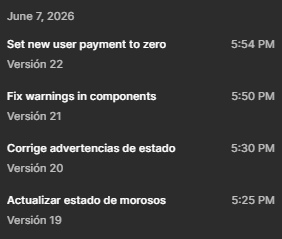 June 7, 2026
Set new user payment to zero 5:54 PM
Versión 22
Fix warnings in components 5:50 PM
Versión 21
Corrige advertencias de estado 5:30 PM
Versión 20
Actualizar estado de morosos 5:25 PM
Versión 19